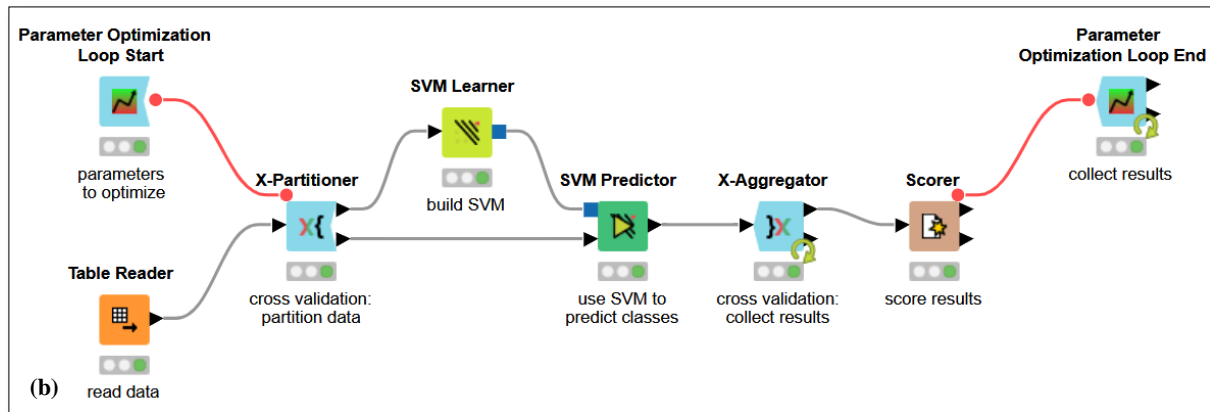 Parameter Optimization
Loop Start
parameters
to optimize
Table Reader
read data
X-Partitioner
X{
cross validation:
partition data
SVM Learner
build SVM
SVM Predictor
use SVM to
predict classes
X-Aggregator
}X
cross validation:
collect results
Scorer
score results
Parameter
Optimization Loop End
collect results
(b)